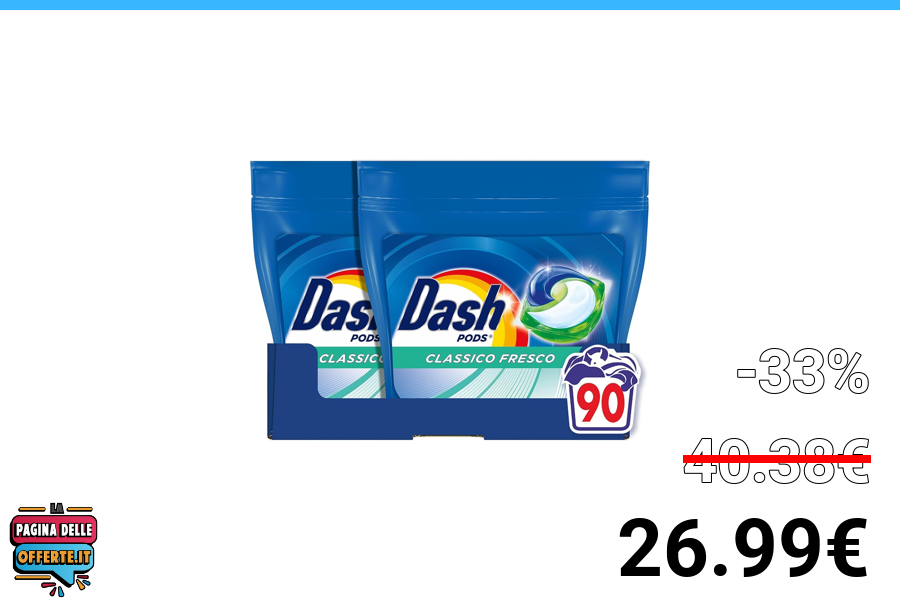 Dash
PODS
CLASSICO
Dash
PODS®
CLASSICO FRESCO
90
-33%
40.38€
26.99€
LA
PAGINA DELLE
OFFERTE.IT